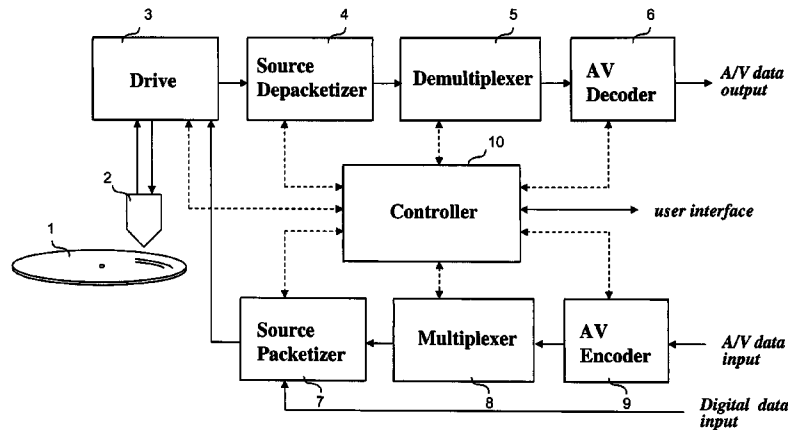 3
4
5
6
Drive
Source
Depacketizer
Demultiplexer
AV
Decoder
A/V data
output
10
2
Controller
user interface
1
Source
Packetizer
Multiplexer
AV
Encoder
A/V data
input
7
8
9
Digital data
input